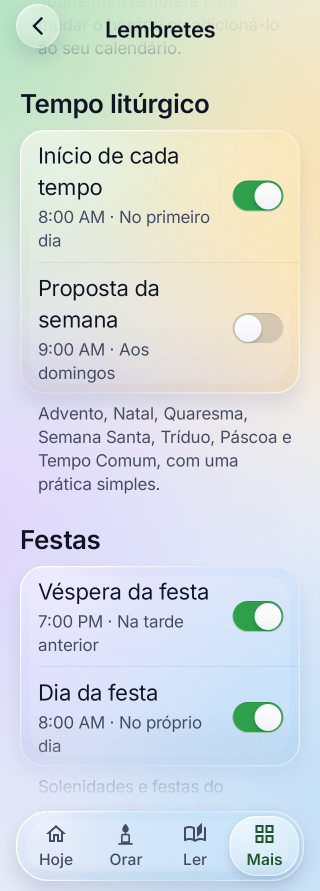 Lembretes
ao seu calendário.
Tempo litúrgico
Início de cada
tempo
8:00 AM · No primeiro
dia
Proposta da
semana
9:00 AM · Aos
domingos
Advento, Natal, Quaresma,
Semana Santa, Tríduo, Páscoa e
Tempo Comum, com uma
prática simples.
Festas
Véspera da festa
7:00 PM · Na tarde
anterior
Dia da festa
8:00 AM · No próprio
dia
Solenidades e festas do
Hoje
Orar
Ler
Mais